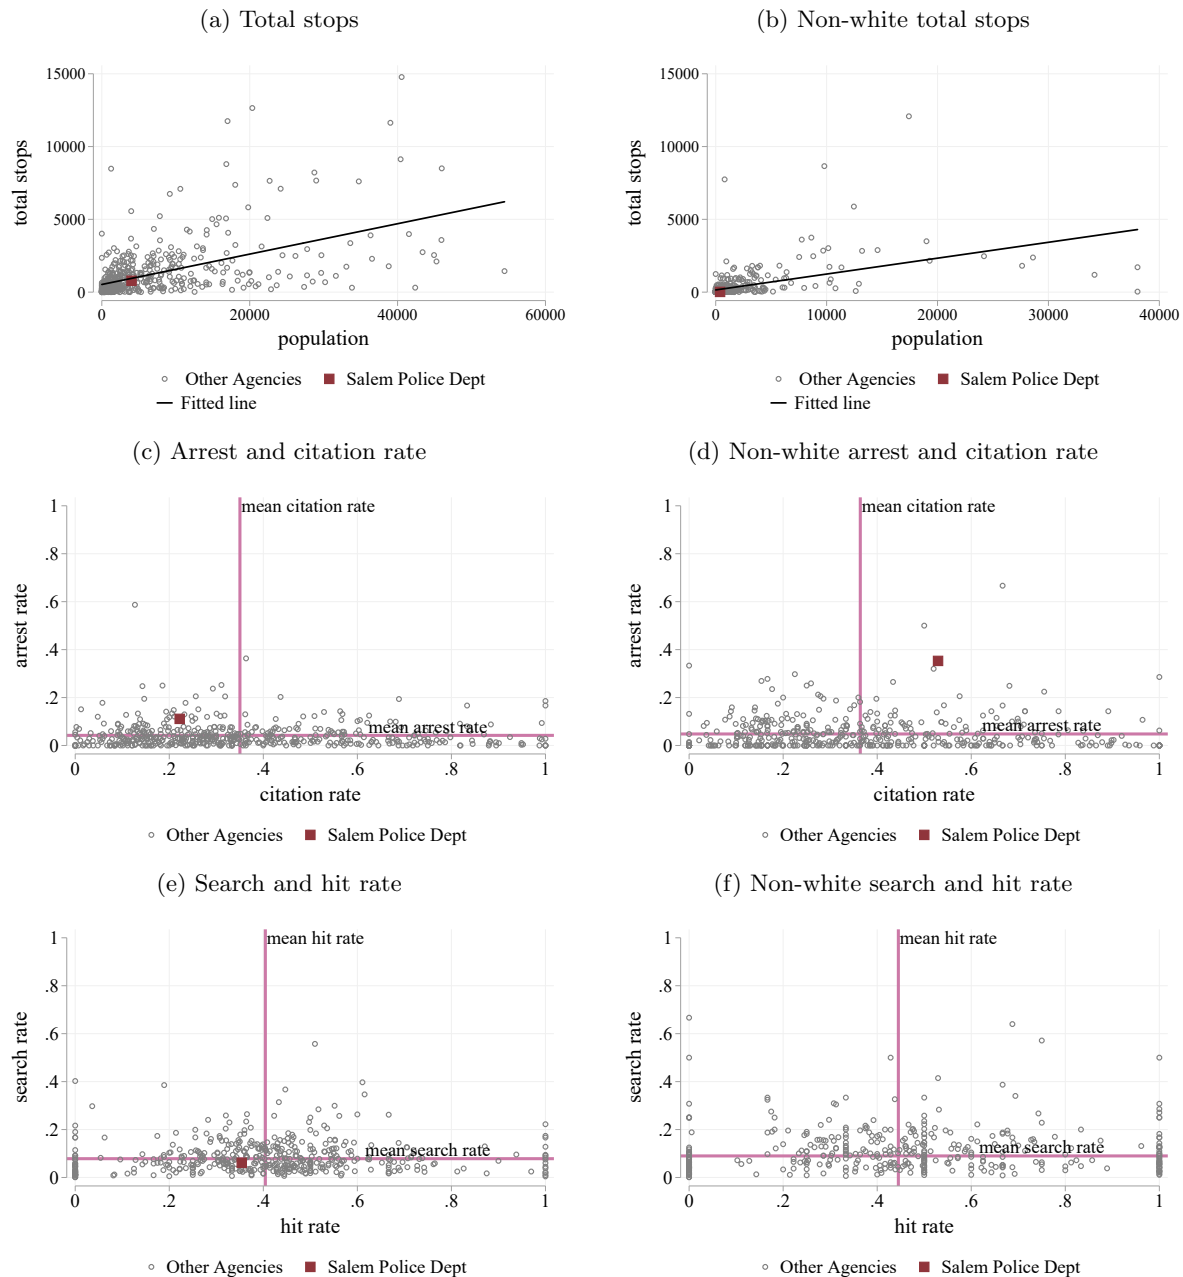 (a) Total stops
total stops
15000
10000
5000
0
0 20000 40000 60000
population
Other Agencies Salem Police Dept
Fitted line
(b) Non-white total stops
total stops
15000
10000
5000
0
0 10000 20000 30000 40000
population
Other Agencies Salem Police Dept
Fitted line
(c) Arrest and citation rate
arrest rate
1
.8
.6
.4
.2
0
mean citation rate
mean arrest rate
0 .2 .4 .6 .8 1
citation rate
Other Agencies Salem Police Dept
(d) Non-white arrest and citation rate
arrest rate
1
.8
.6
.4
.2
0
mean citation rate
mean arrest rate
0 .2 .4 .6 .8 1
citation rate
Other Agencies Salem Police Dept
(e) Search and hit rate
search rate
1
.8
.6
.4
.2
0
mean hit rate
mean search rate
0 .2 .4 .6 .8 1
hit rate
Other Agencies Salem Police Dept
(f) Non-white search and hit rate
search rate
1
.8
.6
.4
.2
0
mean hit rate
mean search rate
0 .2 .4 .6 .8 1
hit rate
Other Agencies Salem Police Dept